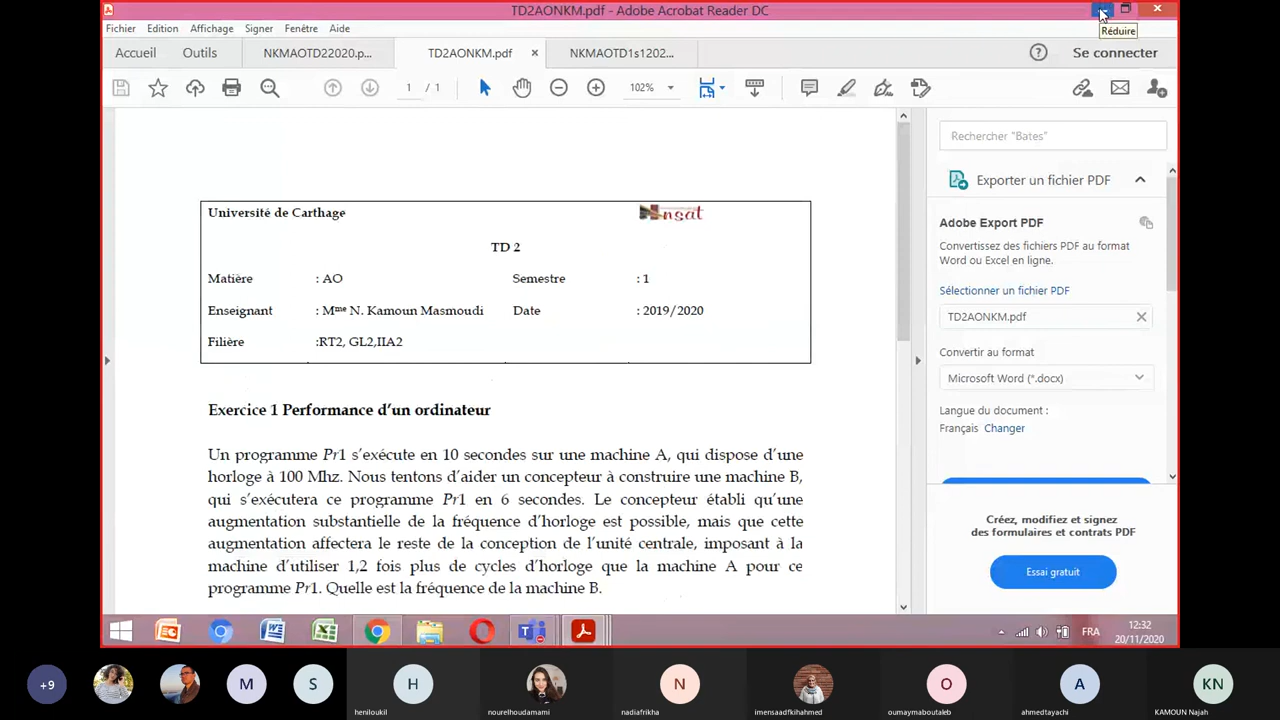 TD2AONKM.pdf - Adobe Acrobat Reader DC
Réduire
Fichier Edition Affichage Signer Fenêtre Aide
Accueil Outils NKMAOTD22020.p... TD2AONKM.pdf × NKMAOTD1s1202... Se connecter
1 / 1 102%
Rechercher "Bates"
Exporter un fichier PDF
Adobe Export PDF
Convertissez des fichiers PDF au format
Word ou Excel en ligne.
Sélectionner un fichier PDF
TD2AONKM.pdf
Convertir au format
Microsoft Word (*.docx)
Langue du document :
Français Changer
Créez, modifiez et signez
des formulaires et contrats PDF
Essai gratuit
Université de Carthage Insat
TD 2
Matière : AO Semestre : 1
Enseignant : Mme N. Kamoun Masmoudi Date : 2019/2020
Filière :RT2, GL2,IIA2
Exercice 1 Performance d'un ordinateur
Un programme Pr1 s'exécute en 10 secondes sur une machine A, qui dispose d'une
horloge à 100 Mhz. Nous tentons d'aider un concepteur à construire une machine B,
qui s'exécutera ce programme Pr1 en 6 secondes. Le concepteur établi qu'une
augmentation substantielle de la fréquence d'horloge est possible, mais que cette
augmentation affectera le reste de la conception de l'unité centrale, imposant à la
machine d'utiliser 1,2 fois plus de cycles d'horloge que la machine A pour ce
programme Pr1. Quelle est la fréquence de la machine B.
FRA
12:32
20/11/2020
+9 M S H N O A KN
heniloukil nourelhoudamami nadiafrikha imensaadfkihahmed oumaymaboutaleb ahmedtayachi KAMOUN Najah